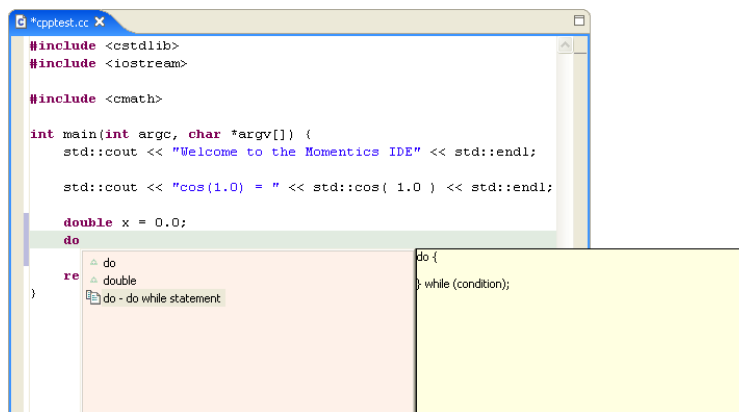 *cpptest.cc
#include <cstdlib>
#include <iostream>
#include <cmath>
int main(int argc, char *argv[]) {
std::cout << "Welcome to the Momentics IDE" << std::endl;
std::cout << "cos(1.0) = " << std::cos( 1.0 ) << std::endl;
double x = 0.0;
do
re
}
do
double
do - do while statement
do {
} while (condition);